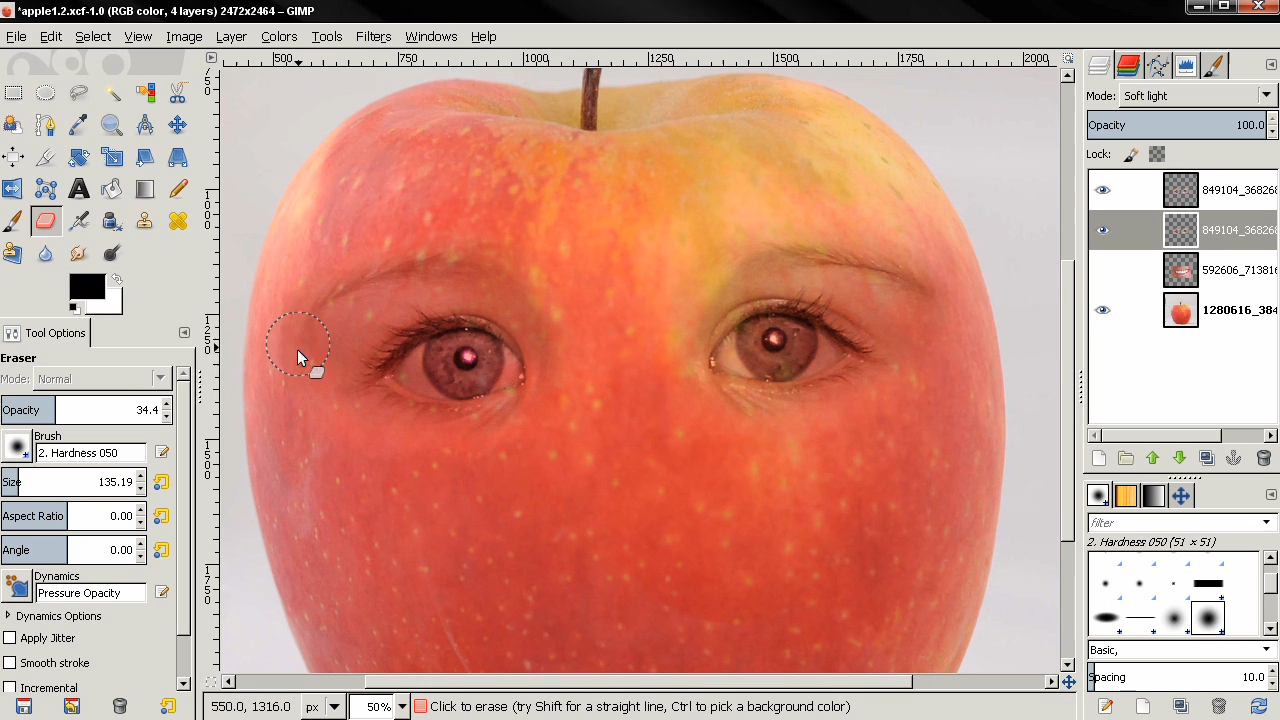 *apple1.2.xcf-1.0 (RGB color, 4 layers) 2472x2464 – GIMP
File Edit Select View Image Layer Colors Tools Filters Windows Help
500 750 1000 1250 1500 1750 2000
Mode: Soft light
Opacity 100.0
Lock:
849104_368268
592606_71381
1280616_384
Tool Options
Eraser
Mode: Normal
Opacity 34.4
Brush
2. Hardness 050
Size 135.19
Aspect Ratio 0.00
Angle 0.00
Dynamics
Pressure Opacity
Dynamics Options
Apply Jitter
Smooth stroke
Incremental
filter
2. Hardness 050 (51 × 51)
Basic,
Spacing 10.0
550.0, 1316.0 px 50% Click to erase (try Shift for a straight line, Ctrl to pick a background color)